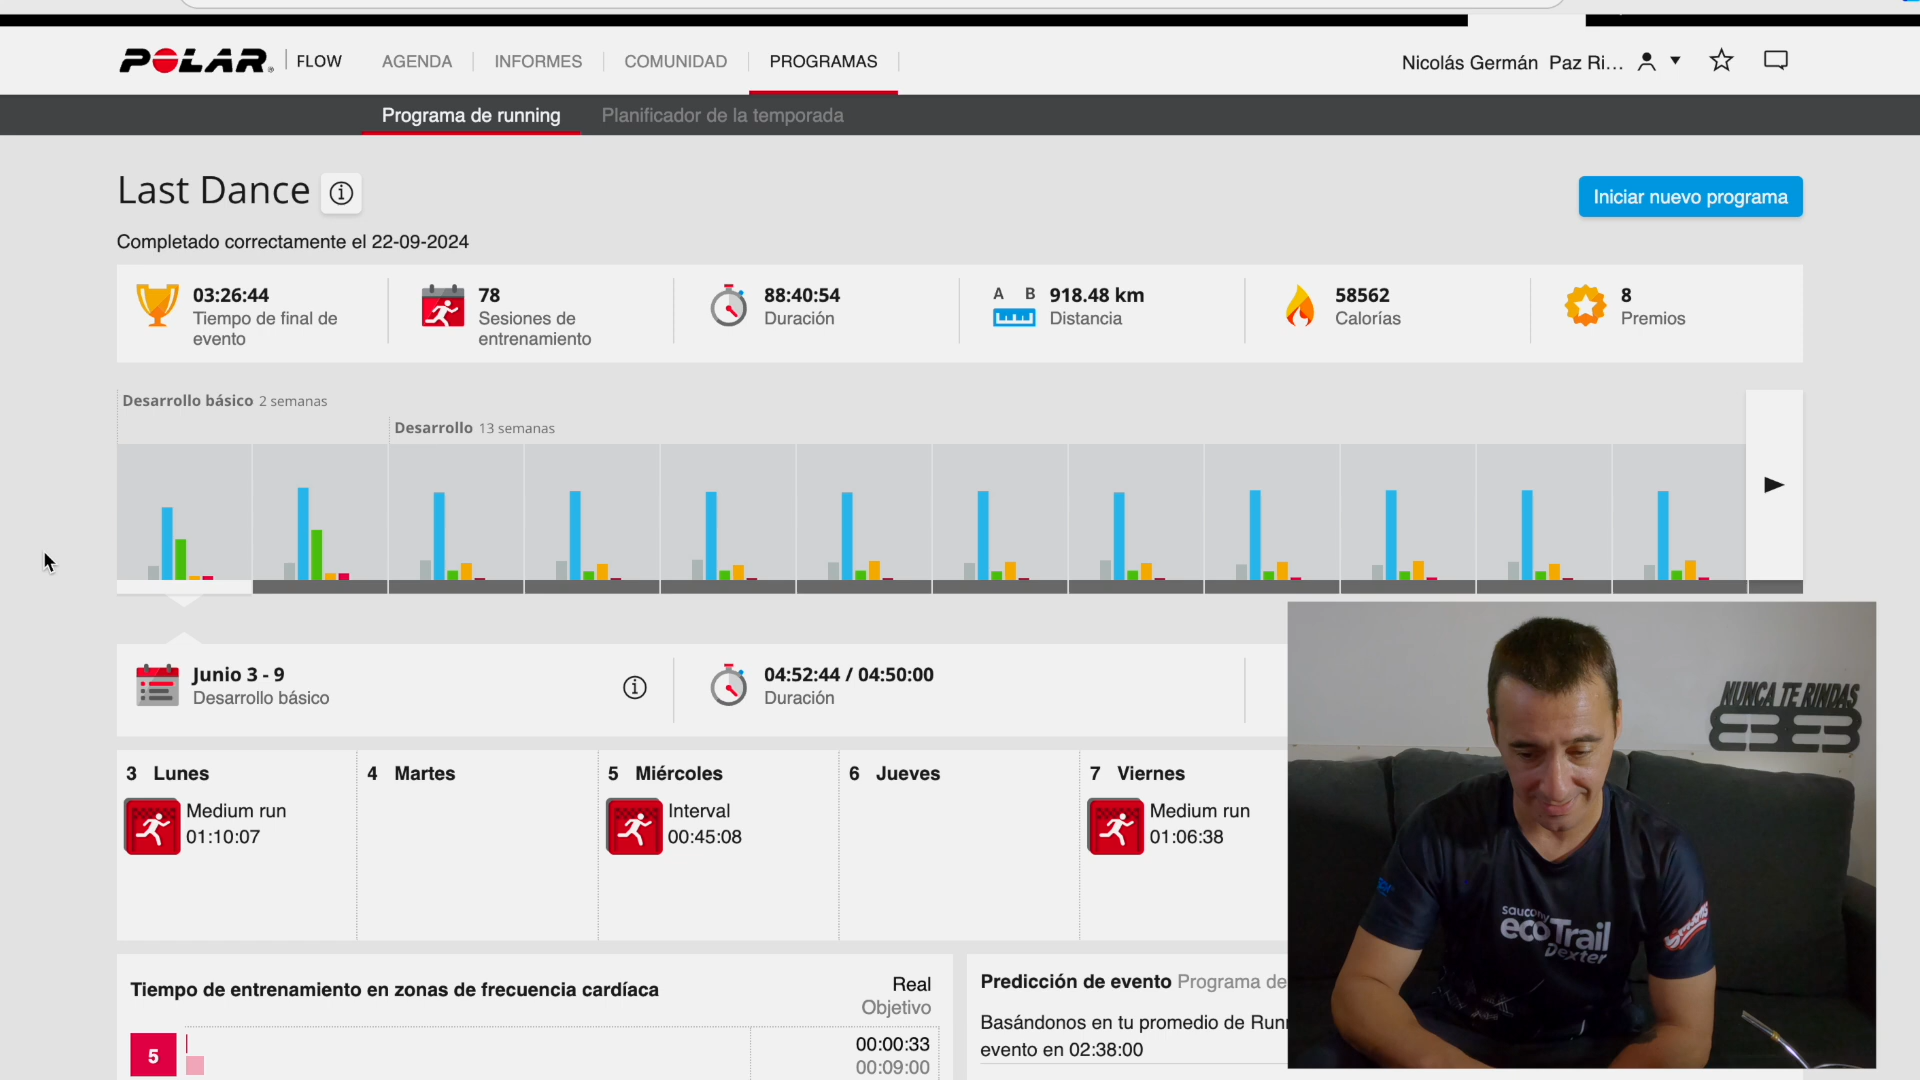 POLAR FLOW AGENDA INFORMES COMUNIDAD PROGRAMAS Nicolás Germán Paz Ri...
Programa de running Planificador de la temporada
Last Dance
Iniciar nuevo programa
Completado correctamente el 22-09-2024
03:26:44
Tiempo de final de
evento
78
Sesiones de
entrenamiento
88:40:54
Duración
A B 918.48 km
Distancia
58562
Calorías
8
Premios
Desarrollo básico 2 semanas
Desarrollo 13 semanas
Junio 3 - 9
Desarrollo básico
04:52:44 / 04:50:00
Duración
3 Lunes
Medium run
01:10:07
4 Martes
5 Miércoles
Interval
00:45:08
6 Jueves
7 Viernes
Medium run
01:06:38
NUNCA TE RINDAS
saucony
ecoTrail
Dexter
Tiempo de entrenamiento en zonas de frecuencia cardíaca
Real
Objetivo
5
00:00:33
00:09:00
Predicción de evento Programa de
Basándonos en tu promedio de Run
evento en 02:38:00